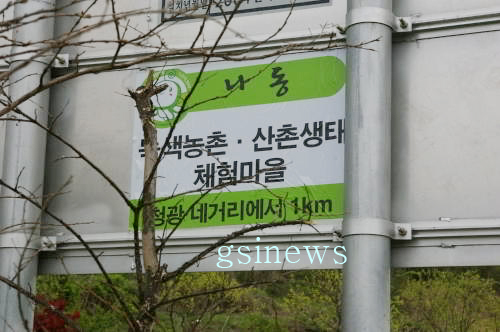 나동
녹색농촌 · 산촌생태
체험마을
청광 네거리에서 1km
gsinews